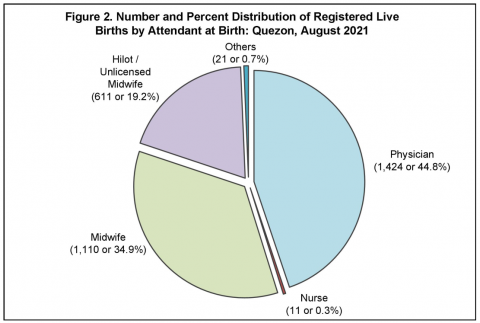 Figure 2. Number and Percent Distribution of Registered Live
Births by Attendant at Birth: Quezon, August 2021
Others
(21 or 0.7%)
Hilot /
Unlicensed
Midwife
(611 or 19.2%)
Physician
(1,424 or 44.8%)
Midwife
(1,110 or 34.9%)
Nurse
(11 or 0.3%)